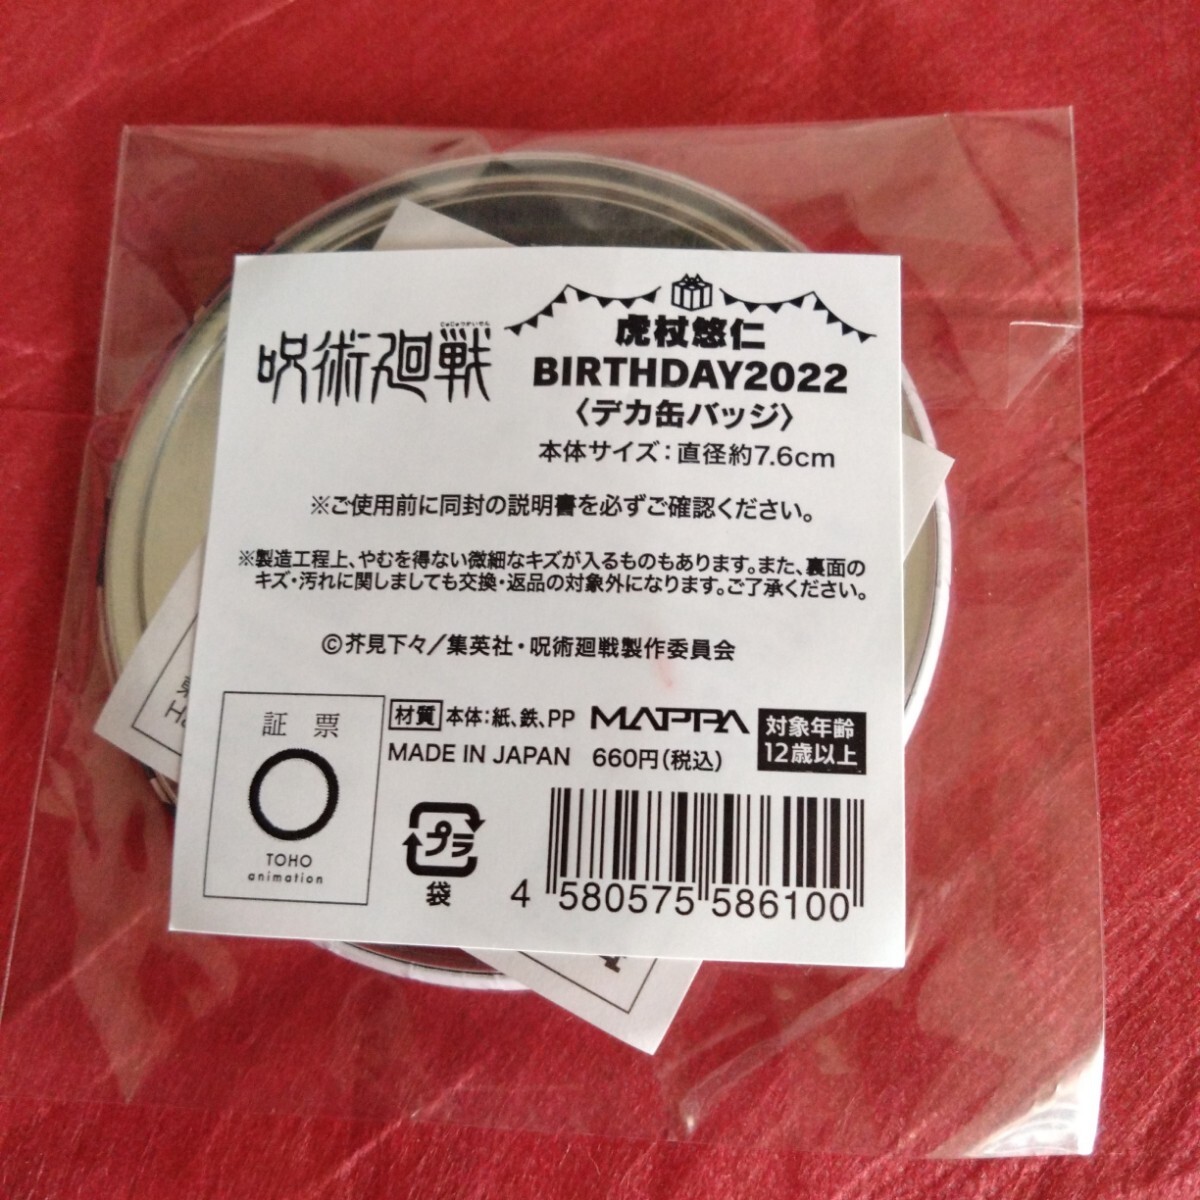 じゅじゅつかいせん
呪術廻戦
虎杖悠仁
BIRTHDAY2022
〈デカ缶バッジ〉
本体サイズ：直径約7.6cm
※ご使用前に同封の説明書を必ずご確認ください。
※製造工程上、やむを得ない微細なキズが入るものもあります。また、裏面の
キズ・汚れに関しましても交換・返品の対象外になります。ご了承ください。
©芥見下々／集英社・呪術廻戦製作委員会
証票
TOHO
animation
材質 本体：紙、鉄、PP MAPPA
MADE IN JAPAN 660円（税込）
対象年齢
12歳以上
プラ
袋
4 580575 586100